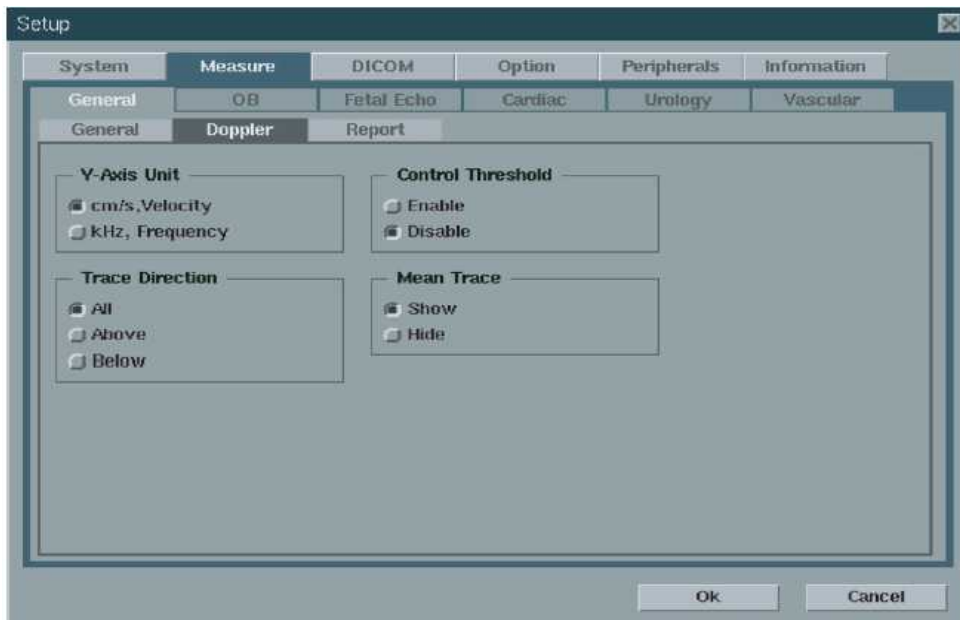 Setup
System Measure DICOM Option Peripherals Information
General OB Fetal Echo Cardiac Urology Vascular
General Doppler Report
Y-Axis Unit
cm/s,Velocity
kHz, Frequency
Control Threshold
Enable
Disable
Trace Direction
All
Above
Below
Mean Trace
Show
Hide
Ok Cancel